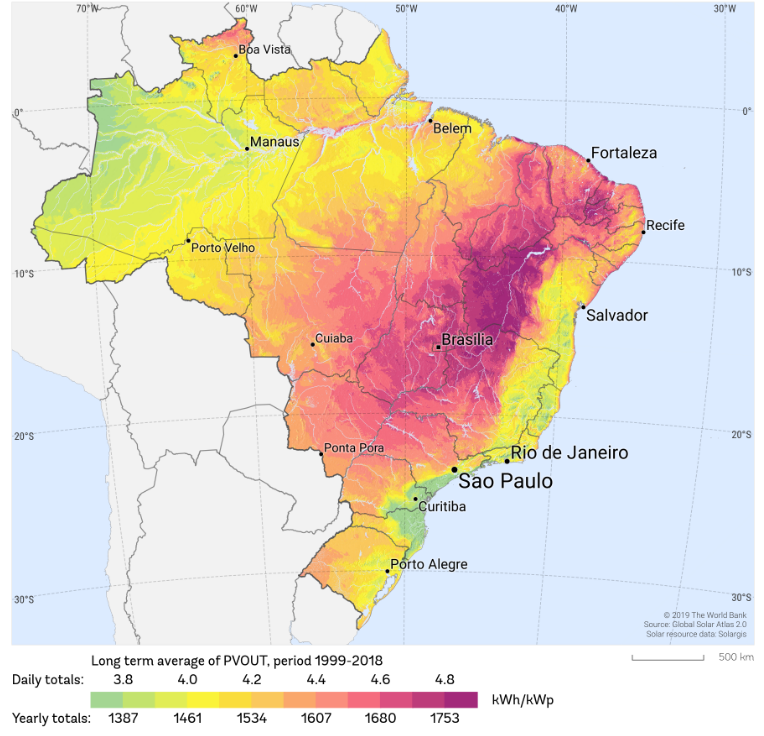 70°W 60°W 50°W 40°W 30°W
Boa Vista
0° 0°
Belem
Manaus
Fortaleza
Recife
Porto Velho
10°S 10°S
Salvador
Cuiaba
Brasilia
20°S 20°S
Ponta Pora
Rio de Janeiro
Sao Paulo
Curitiba
Porto Alegre
30°S 30°S
© 2019 The World Bank
Source: Global Solar Atlas 2.0
Solar resource data: Solargis
Long term average of PVOUT, period 1999-2018
500 km
Daily totals: 3.8 4.0 4.2 4.4 4.6 4.8
kWh/kWp
Yearly totals: 1387 1461 1534 1607 1680 1753